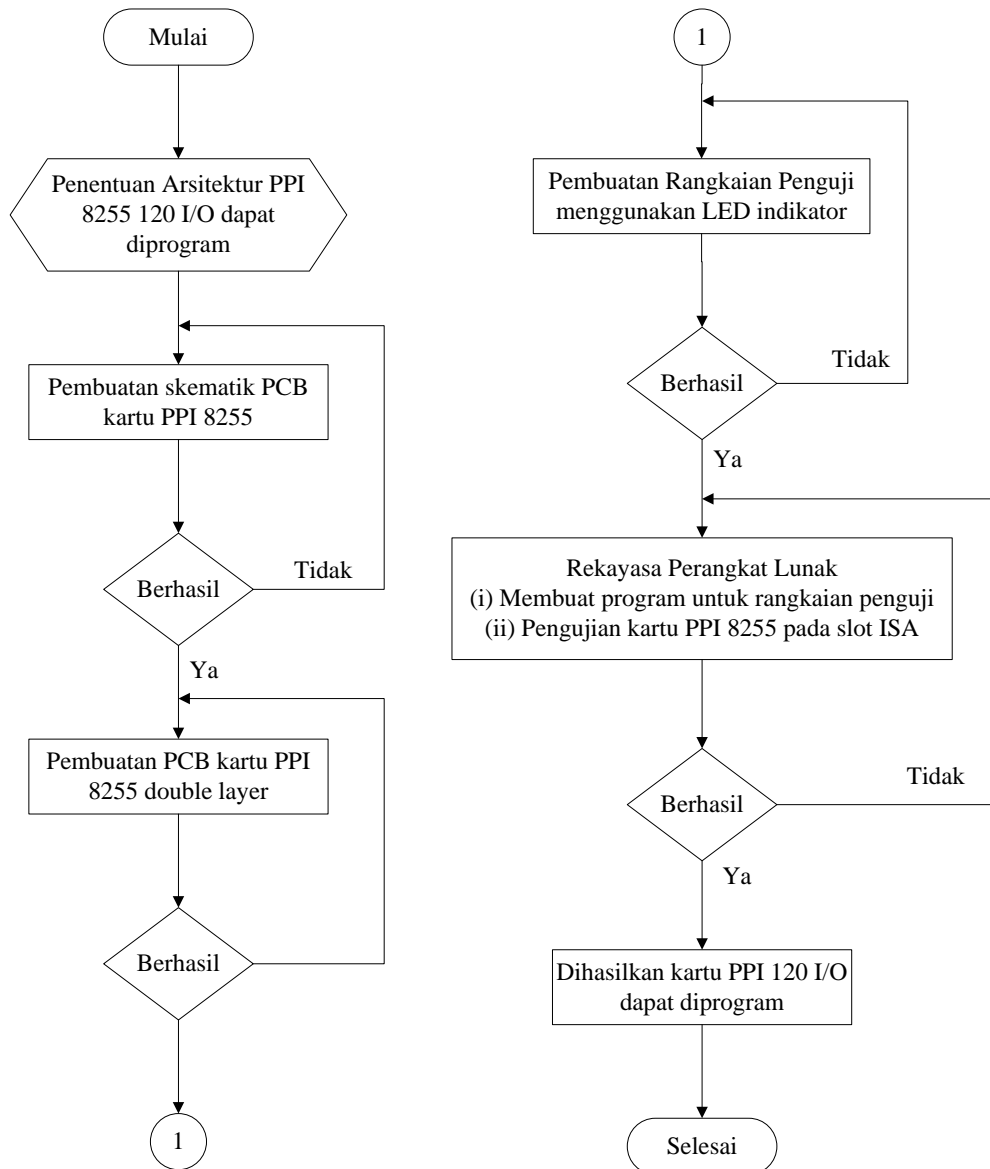 Mulai
Penentuan Arsitektur PPI
8255 120 I/O dapat
diprogram
Pembuatan skematik PCB
kartu PPI 8255
Berhasil
Tidak
Ya
Pembuatan PCB kartu PPI
8255 double layer
Berhasil
1
1
Pembuatan Rangkaian Penguji
menggunakan LED indikator
Berhasil
Tidak
Ya
Rekayasa Perangkat Lunak
(i) Membuat program untuk rangkaian penguji
(ii) Pengujian kartu PPI 8255 pada slot ISA
Berhasil
Tidak
Ya
Dihasilkan kartu PPI 120 I/O
dapat diprogram
Selesai